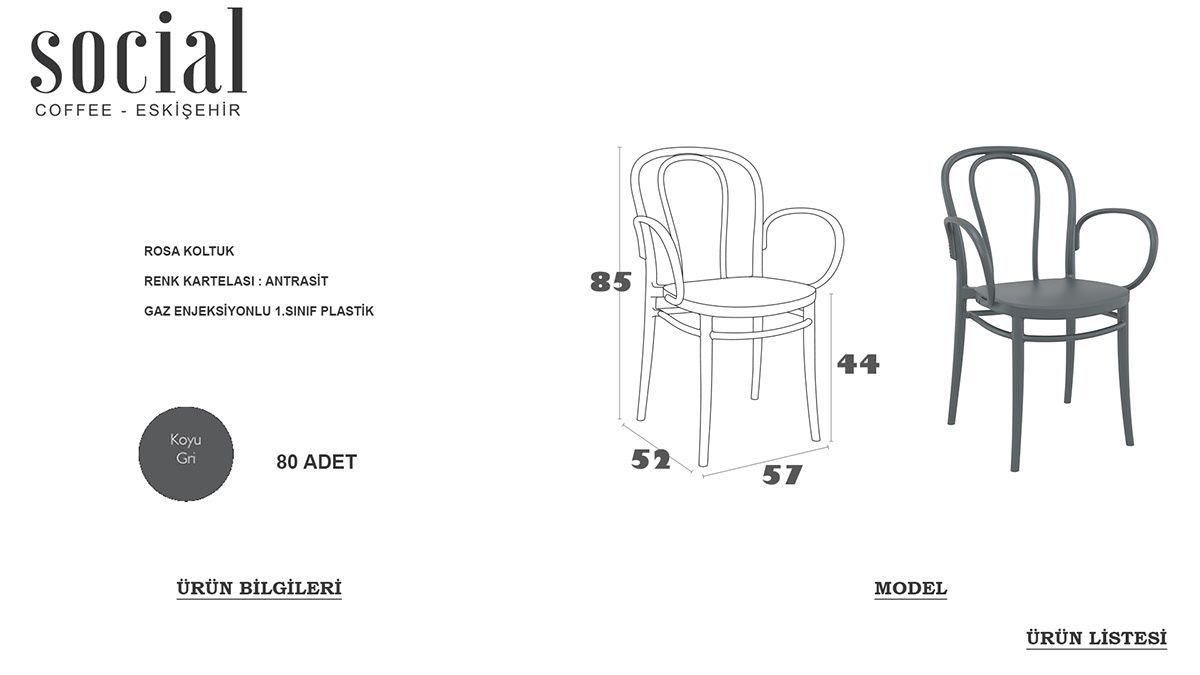 social
COFFEE - ESKİŞEHİR
ROSA KOLTUK
RENK KARTELASI : ANTRASİT
GAZ ENJEKSİYONLU 1.SINIF PLASTİK
Koyu
Gri
80 ADET
85
44
52
57
ÜRÜN BİLGİLERİ
MODEL
ÜRÜN LİSTESİ